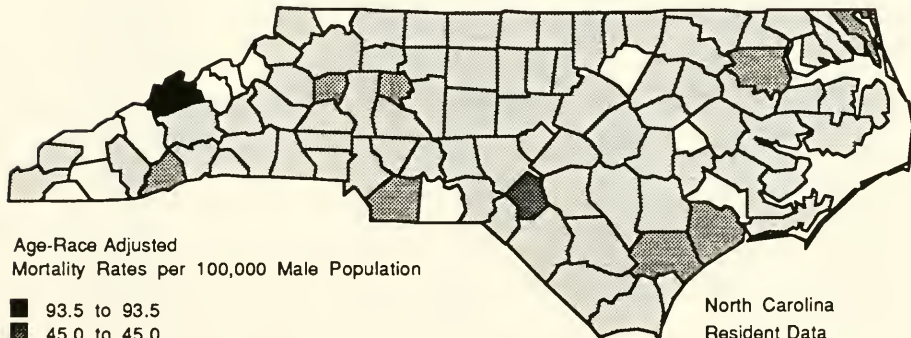 Age-Race Adjusted
Mortality Rates per 100,000 Male Population
93.5 to 93.5
45.0 to 45.0
North Carolina
Resident Data